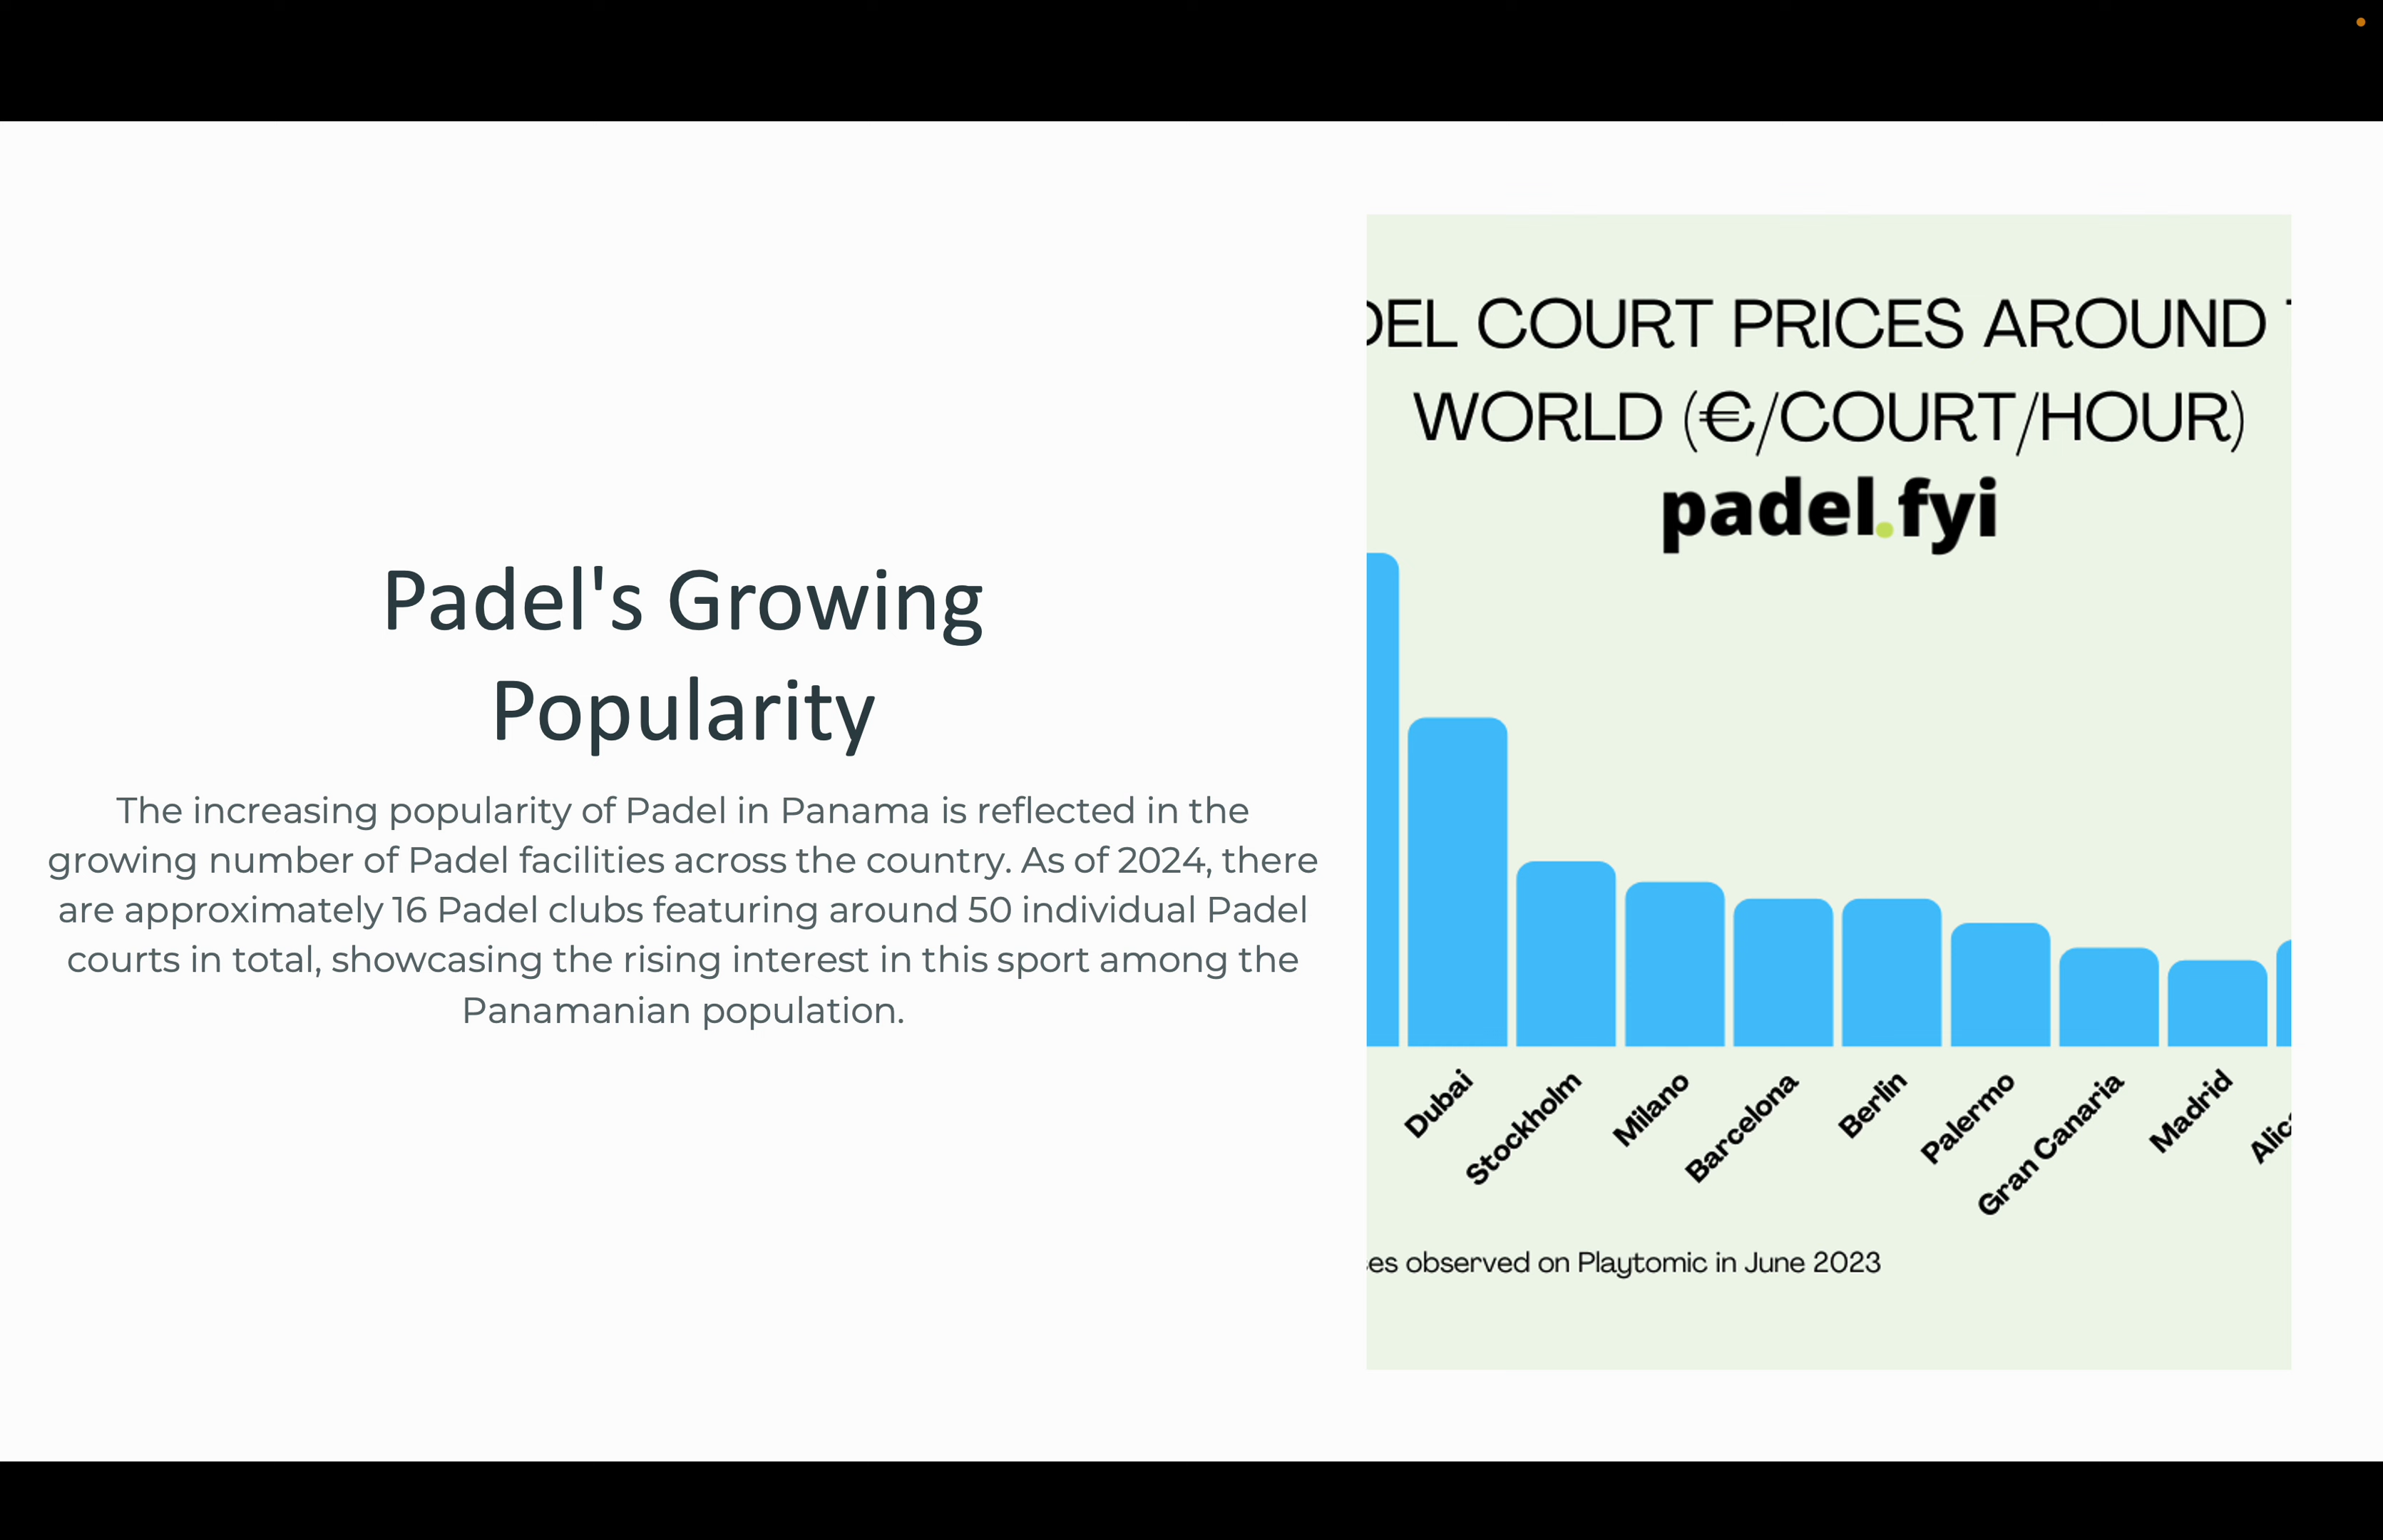 Padel's Growing
Popularity
The increasing popularity of Padel in Panama is reflected in the
growing number of Padel facilities across the country. As of 2024, there
are approximately 16 Padel clubs featuring around 50 individual Padel
courts in total, showcasing the rising interest in this sport among the
Panamanian population.
DEL COURT PRICES AROUND
WORLD (€/COURT/HOUR)
padel.fyi
Dubai
Stockholm
Milano
Barcelona
Berlin
Palermo
Gran Canaria
Madrid
Alic
es observed on Playtomic in June 2023